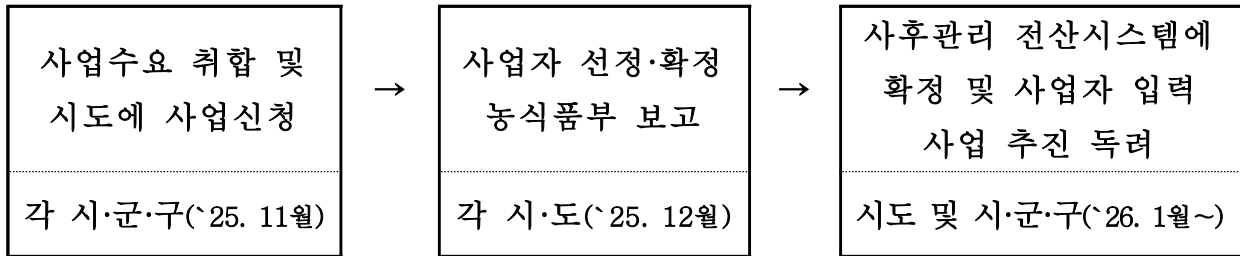 사업수요 취합 및
시도에 사업신청
각 시·군·구(`25. 11월)
→
사업자 선정·확정
농식품부 보고
각 시·도(`25. 12월)
→
사후관리 전산시스템에
확정 및 사업자 입력
사업 추진 독려
시도 및 시·군·구(`26. 1월~)